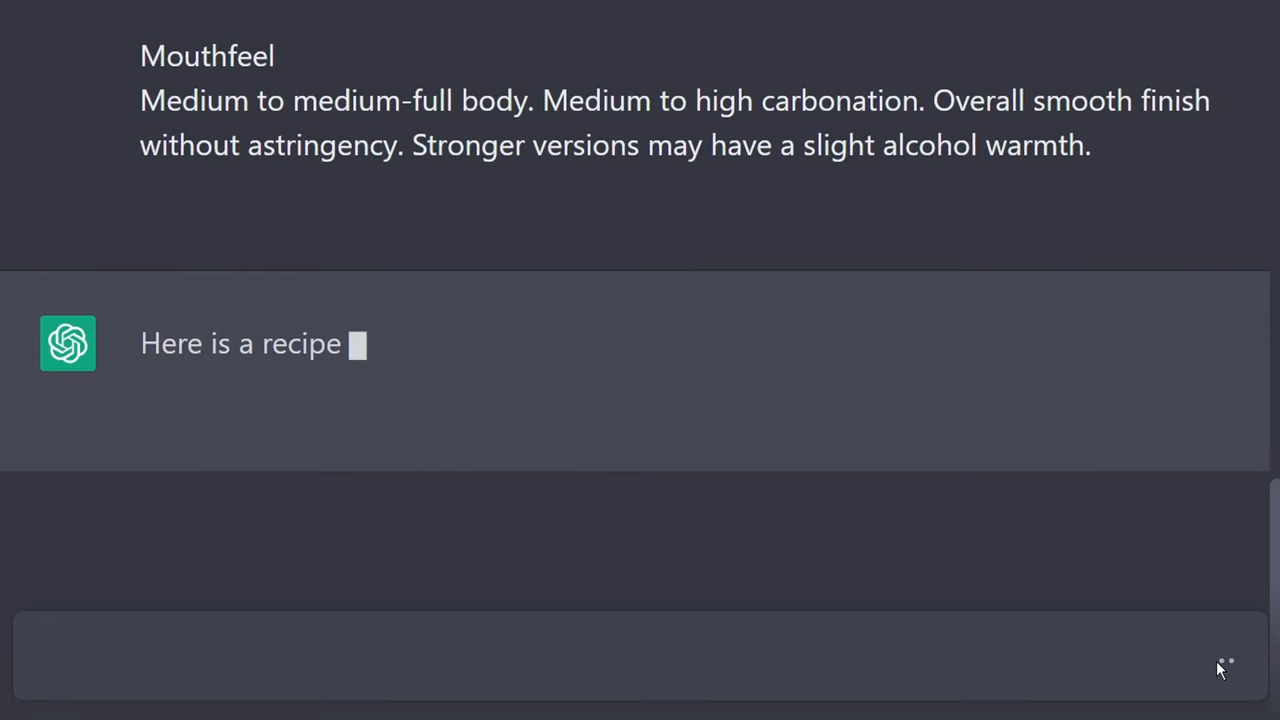 Mouthfeel
Medium to medium-full body. Medium to high carbonation. Overall smooth finish
without astringency. Stronger versions may have a slight alcohol warmth.
Here is a recipe